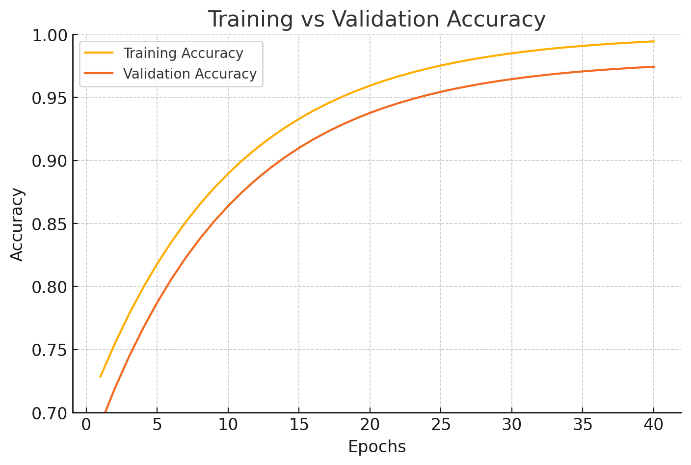 Training vs Validation Accuracy
Training Accuracy
Validation Accuracy
Accuracy
1.00
0.95
0.90
0.85
0.80
0.75
0.70
0 5 10 15 20 25 30 35 40
Epochs